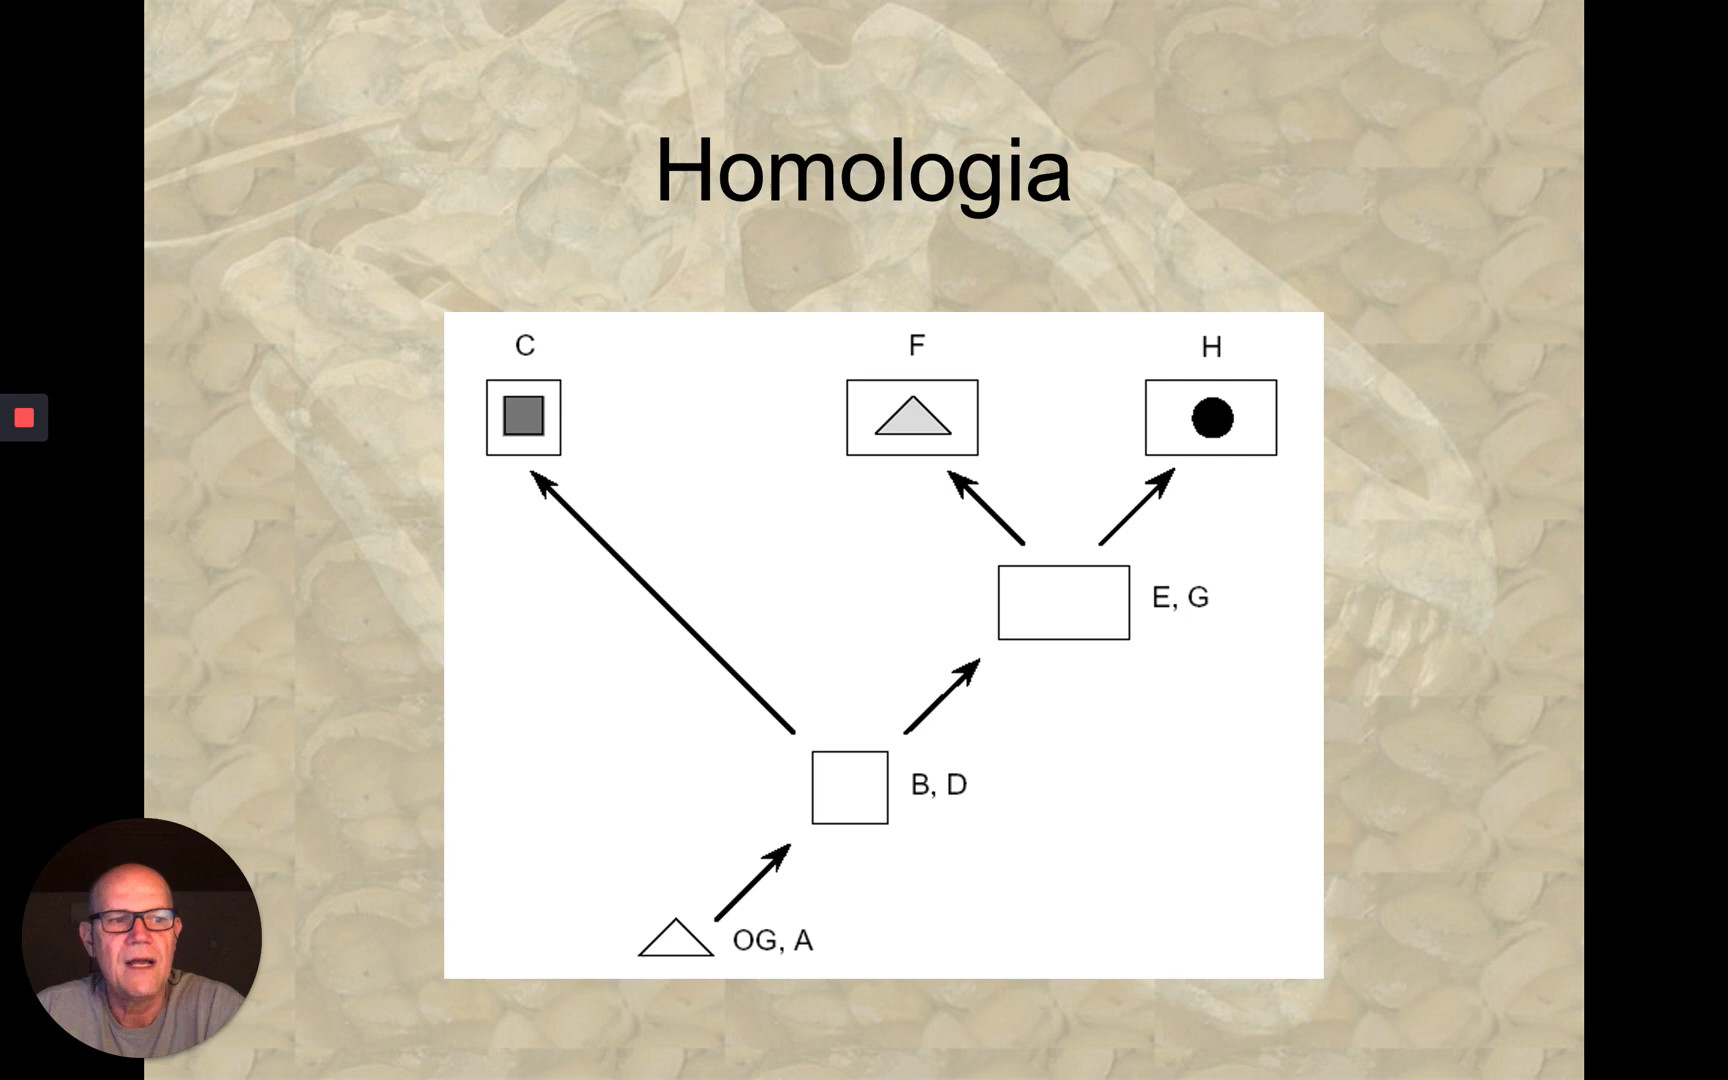 Homologia
C
F
H
E, G
B, D
OG, A